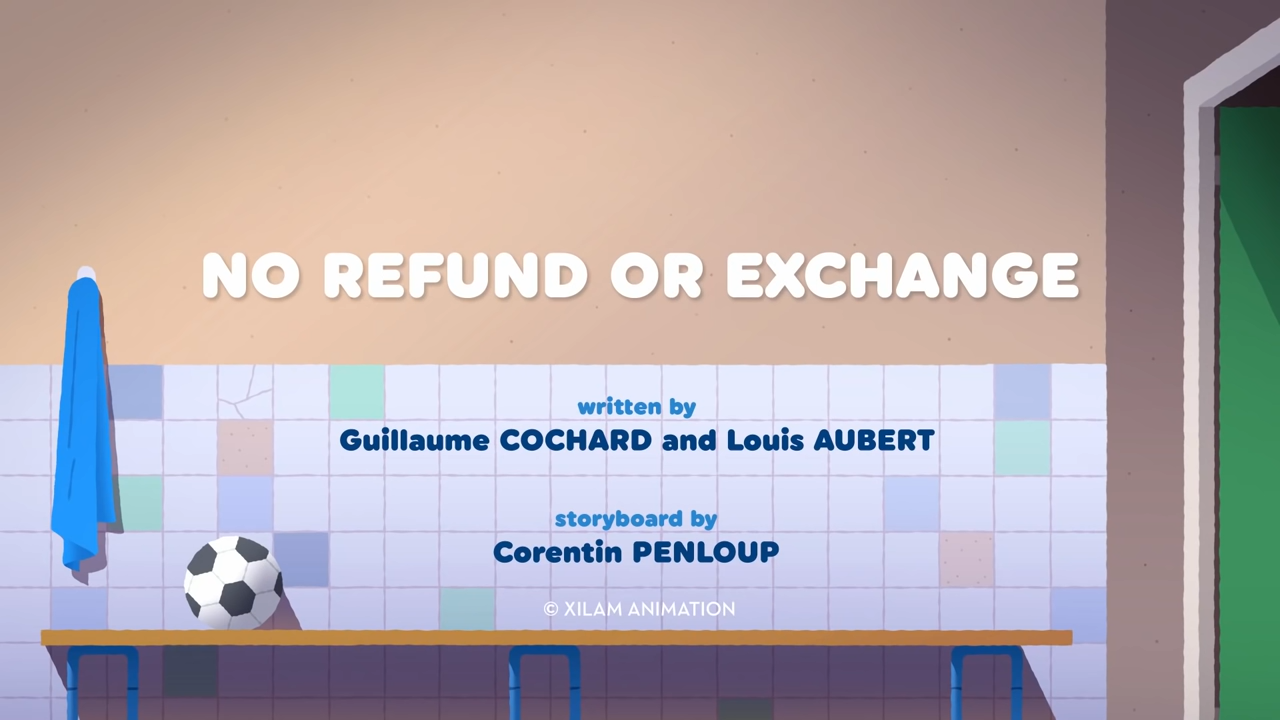 NO REFUND OR EXCHANGE
written by
Guillaume COCHARD and Louis AUBERT
storyboard by
Corentin PENLOUP
© XILAM ANIMATION